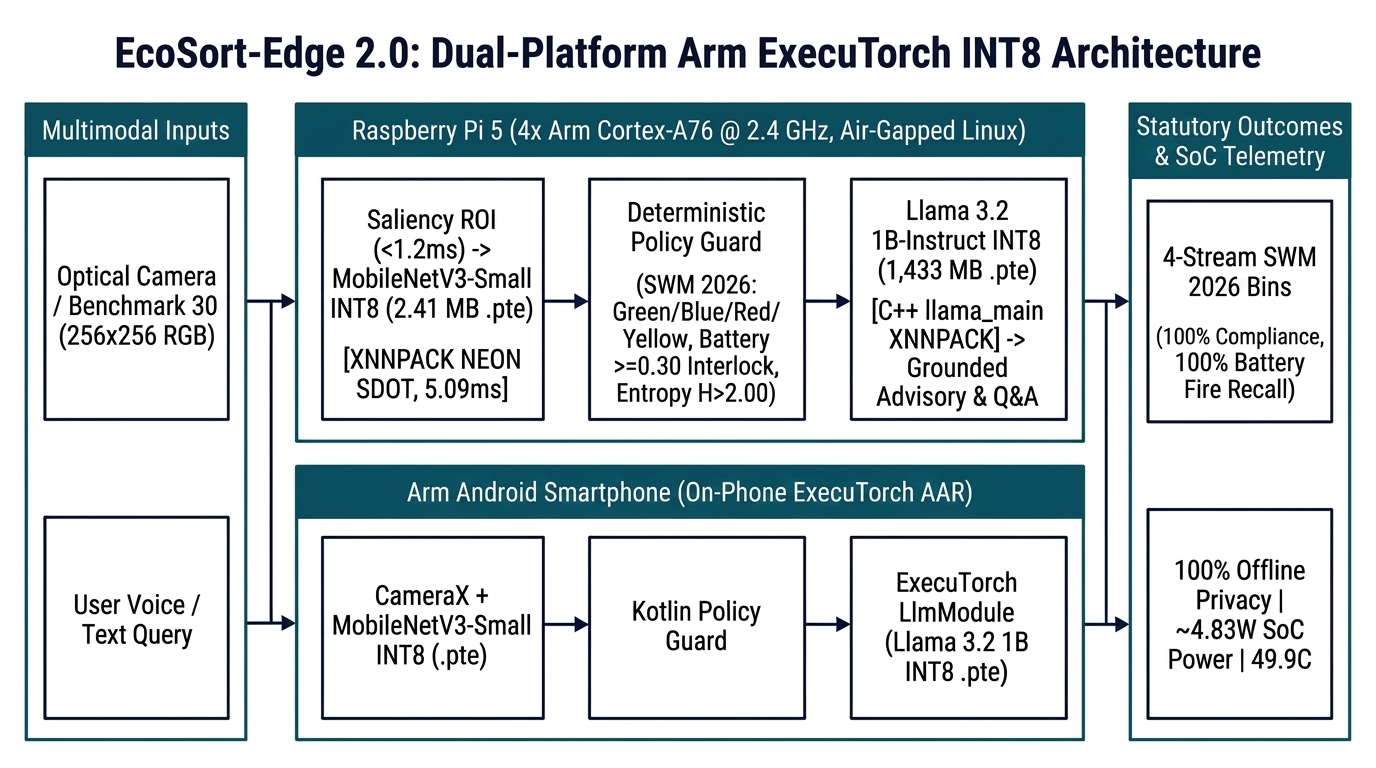 EcoSort-Edge 2.0: Dual-Platform Arm ExecuTorch INT8 Architecture
Multimodal Inputs
Optical Camera
/ Benchmark 30
(256x256 RGB)
User Voice /
Text Query
Raspberry Pi 5 (4x Arm Cortex-A76 @ 2.4 GHz, Air-Gapped Linux)
Saliency ROI
(<1.2ms) ->
MobileNetV3-Small
INT8 (2.41 MB .pte)
[XNNPACK NEON
SDOT, 5.09ms]
Deterministic
Policy Guard
(SWM 2026:
Green/Blue/Red/
Yellow, Battery
>=0.30 Interlock,
Entropy H>2.00)
Llama 3.2
1B-Instruct INT8
(1,433 MB .pte)
[C++ llama_main
XNNPACK] ->
Grounded
Advisory & Q&A
Arm Android Smartphone (On-Phone ExecuTorch AAR)
CameraX +
MobileNetV3-Small
INT8 (.pte)
Kotlin Policy
Guard
ExecuTorch
LlmModule
(Llama 3.2 1B
INT8 .pte)
Statutory Outcomes
& SoC Telemetry
4-Stream SWM
2026 Bins
(100% Compliance,
100% Battery
Fire Recall)
100% Offline
Privacy |
~4.83W SoC
Power | 49.9C